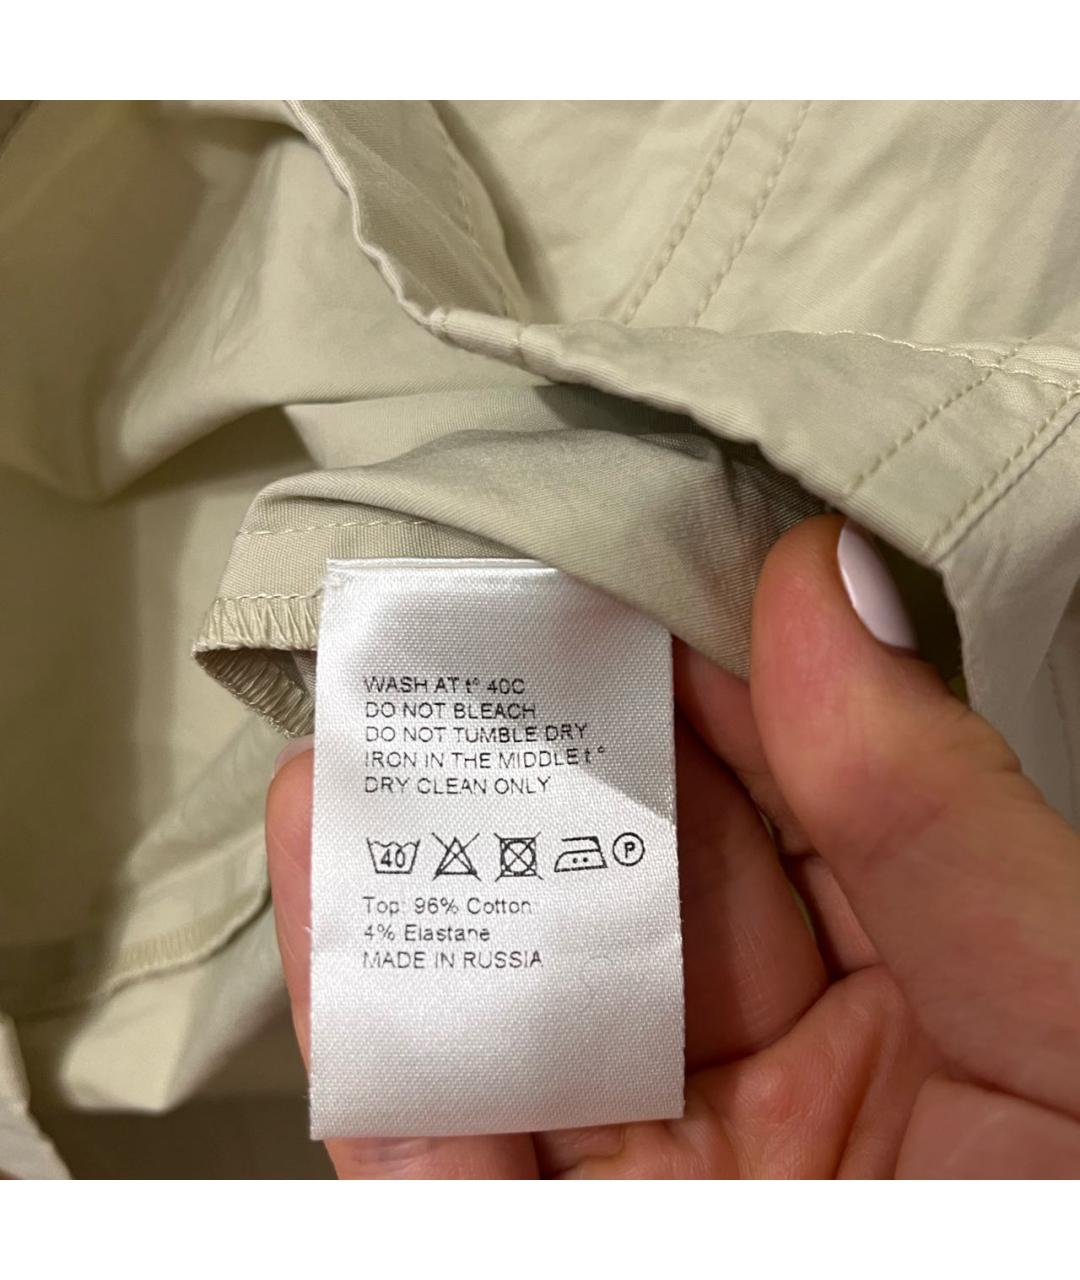 WASH AT t° 40C
DO NOT BLEACH
DO NOT TUMBLE DRY
IRON IN THE MIDDLE t°
DRY CLEAN ONLY
40 P
Top: 96% Cotton
4% Elastane
MADE IN RUSSIA